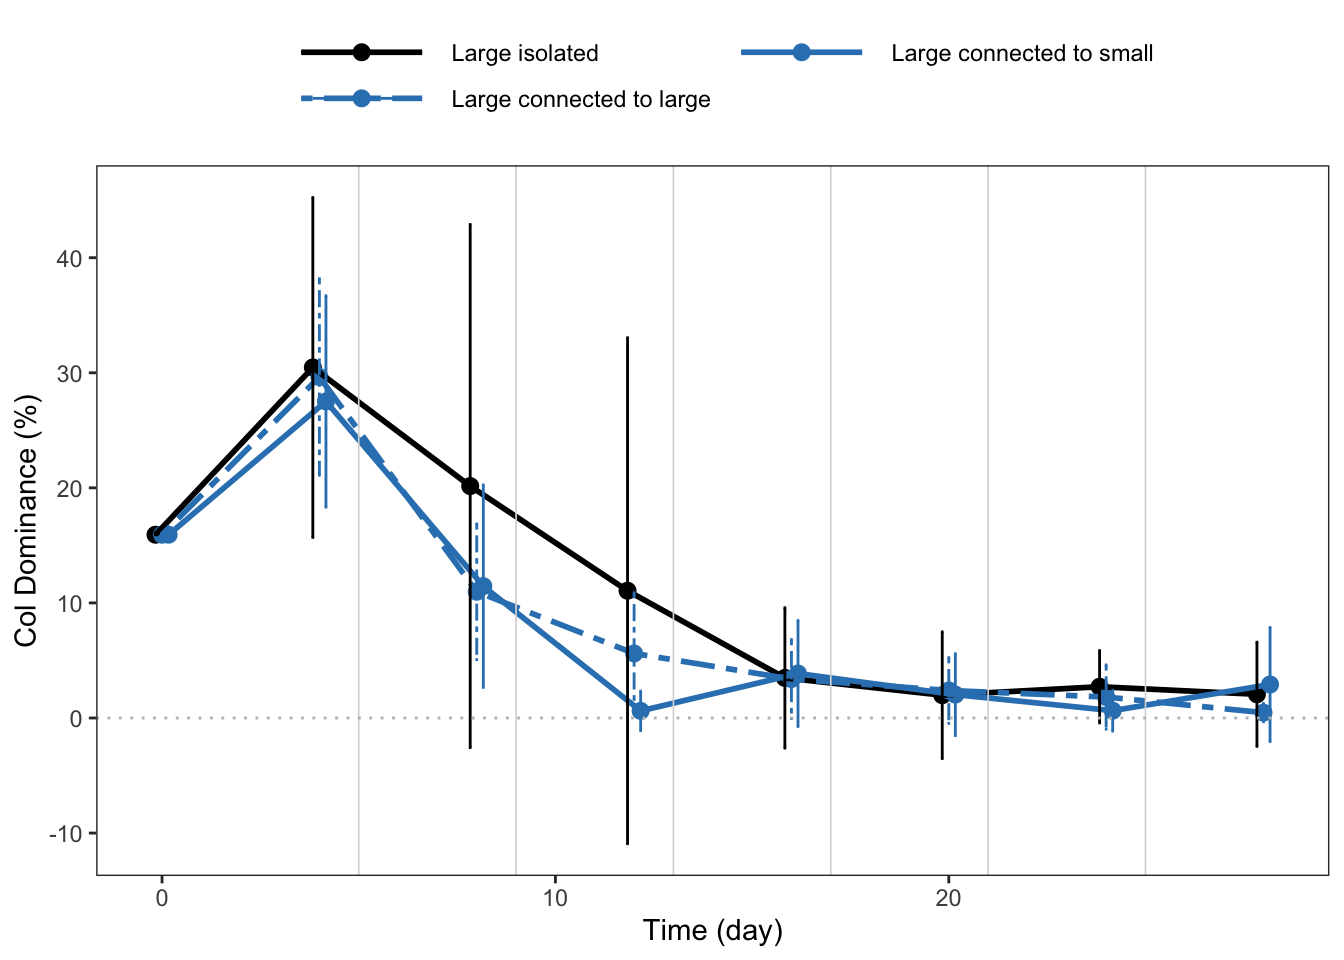 Large isolated
Large connected to small
Large connected to large
Col Dominance (%)
40
30
20
10
0
-10
0
10
20
Time (day)